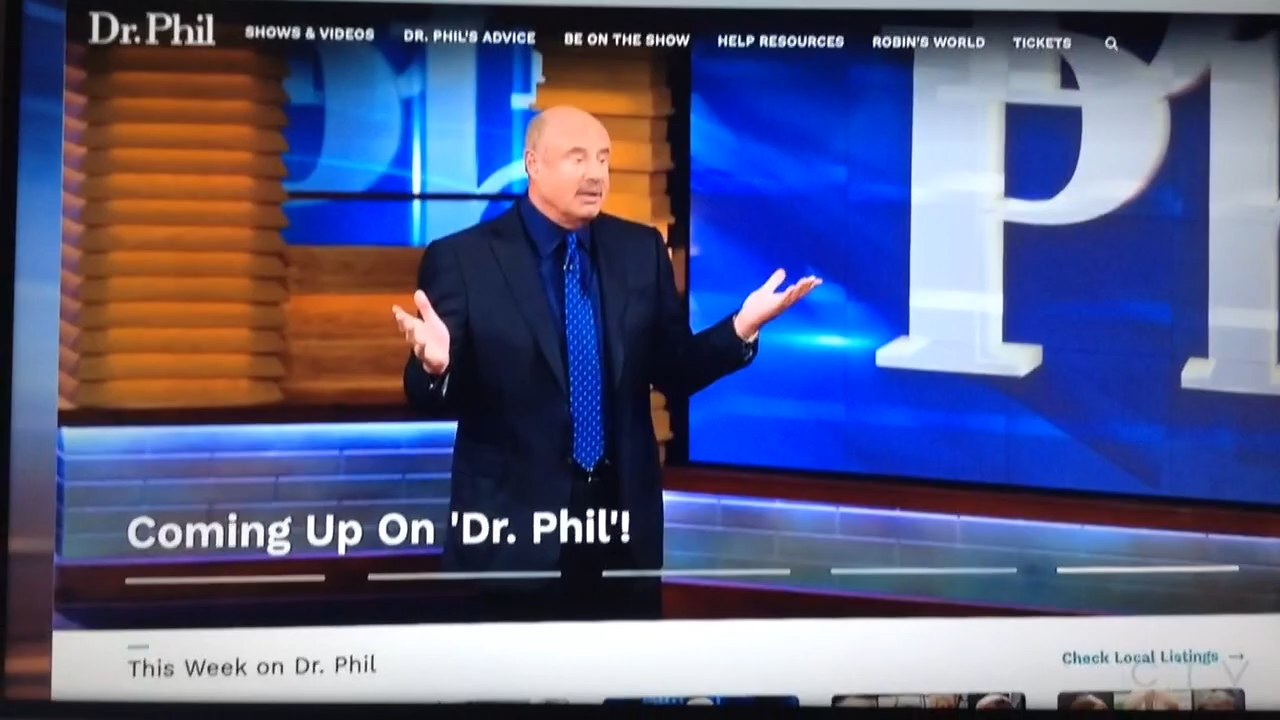 Dr. Phil
SHOWS & VIDEOS
DR. PHIL'S ADVICE
BE ON THE SHOW
HELP RESOURCES
ROBIN'S WORLD
TICKETS
Coming Up On 'Dr. Phil'!
This Week on Dr. Phil
Check Local Listings →
CTV